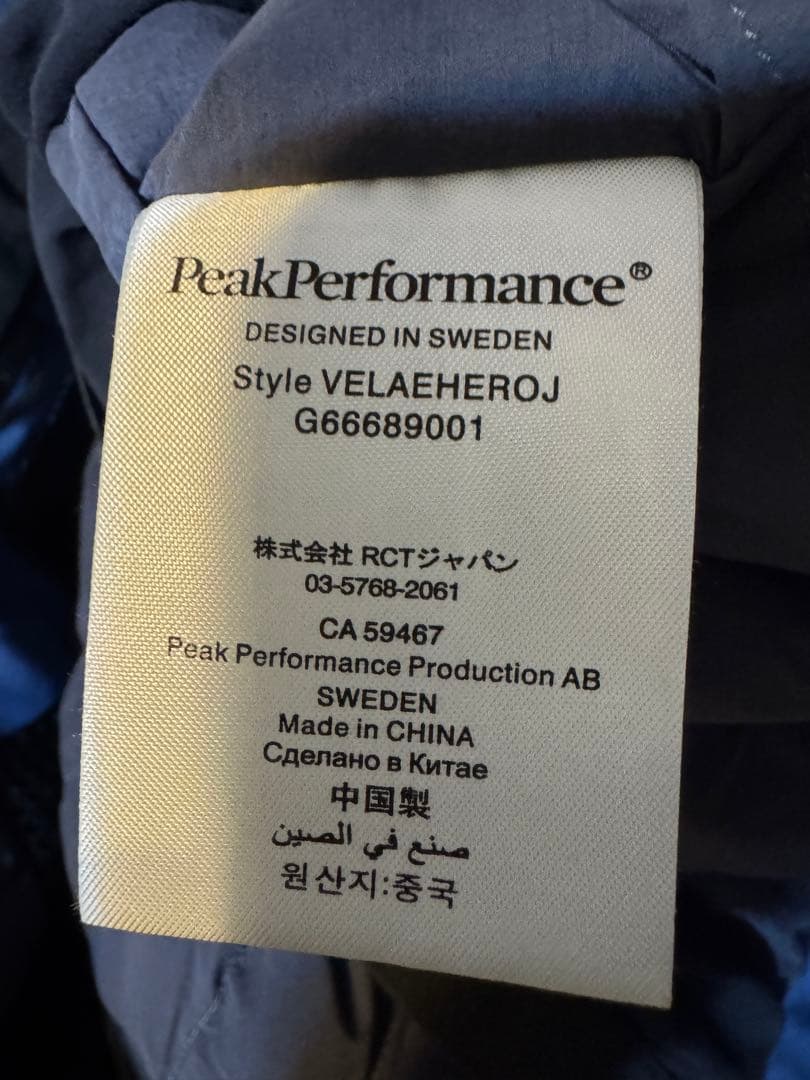 PeakPerformance®
DESIGNED IN SWEDEN
Style VELAEHEROJ
G66689001
株式会社 RCTジャパン
03-5768-2061
CA 59467
Peak Performance Production AB
SWEDEN
Made in CHINA
Сделано в Китае
中国製
صنع في الصين
원산지:중국